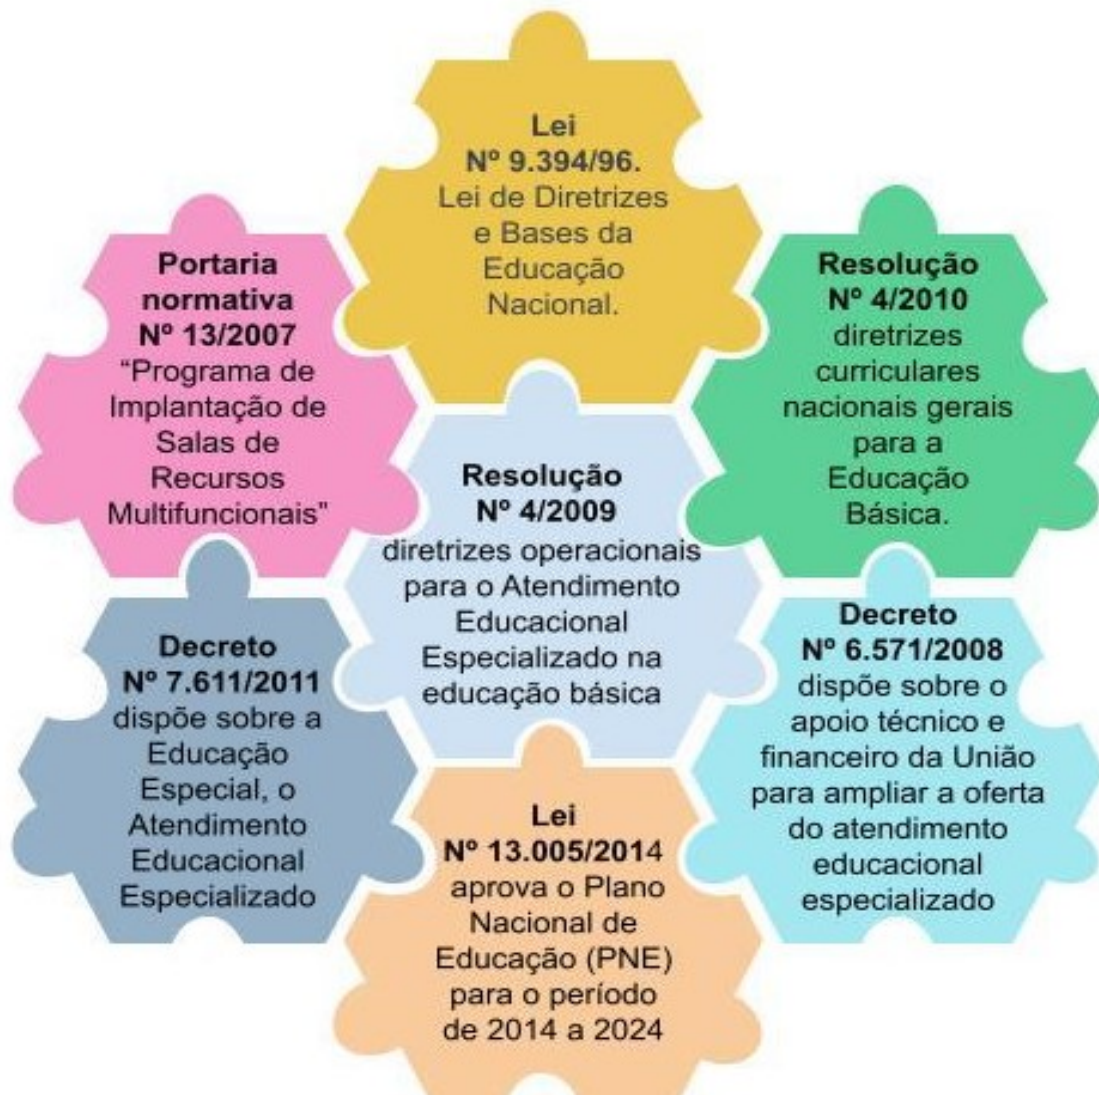 Lei
Nº 9.394/96.
Lei de Diretrizes
e Bases da
Educação
Nacional.
Portaria
normativa
Nº 13/2007
“Programa de
Implantação de
Salas de
Recursos
Multifuncionais”
Resolução
Nº 4/2010
diretrizes
curriculares
nacionais gerais
para a
Educação
Básica.
Resolução
Nº 4/2009
diretrizes operacionais
para o Atendimento
Educacional
Especializado na
educação básica
Decreto
Nº 7.611/2011
dispõe sobre a
Educação
Especial, o
Atendimento
Educacional
Especializado
Decreto
Nº 6.571/2008
dispõe sobre o
apoio técnico e
financeiro da União
para ampliar a oferta
do atendimento
educacional
especializado
Lei
Nº 13.005/2014
aprova o Plano
Nacional de
Educação (PNE)
para o período
de 2014 a 2024